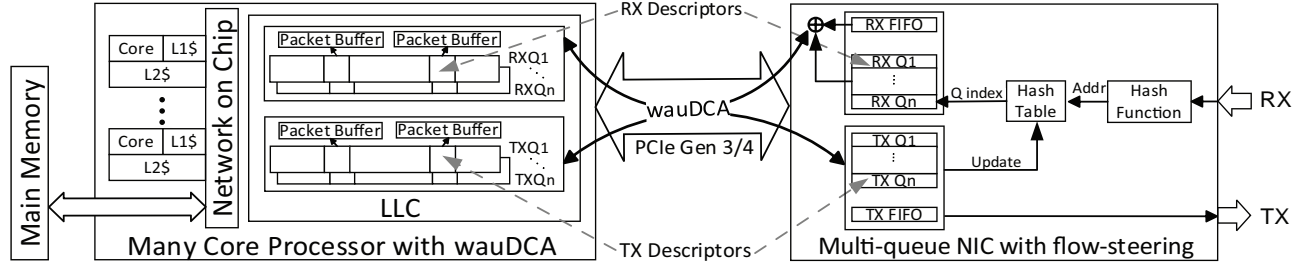 Main Memory
Core L1$
L2$
Core L1$
L2$
Network on Chip
Packet Buffer Packet Buffer
RXQ1
RXQn
Packet Buffer Packet Buffer
TXQ1
TXQn
LLC
Many Core Processor with wauDCA
RX Descriptors
wauDCA
PCIe Gen 3/4
TX Descriptors
RX FIFO
RX Q1
RX Qn
Q index
Hash
Table
Addr
Hash
Function
RX
TX Q1
TX Qn
Update
TX FIFO
TX
Multi-queue NIC with flow-steering